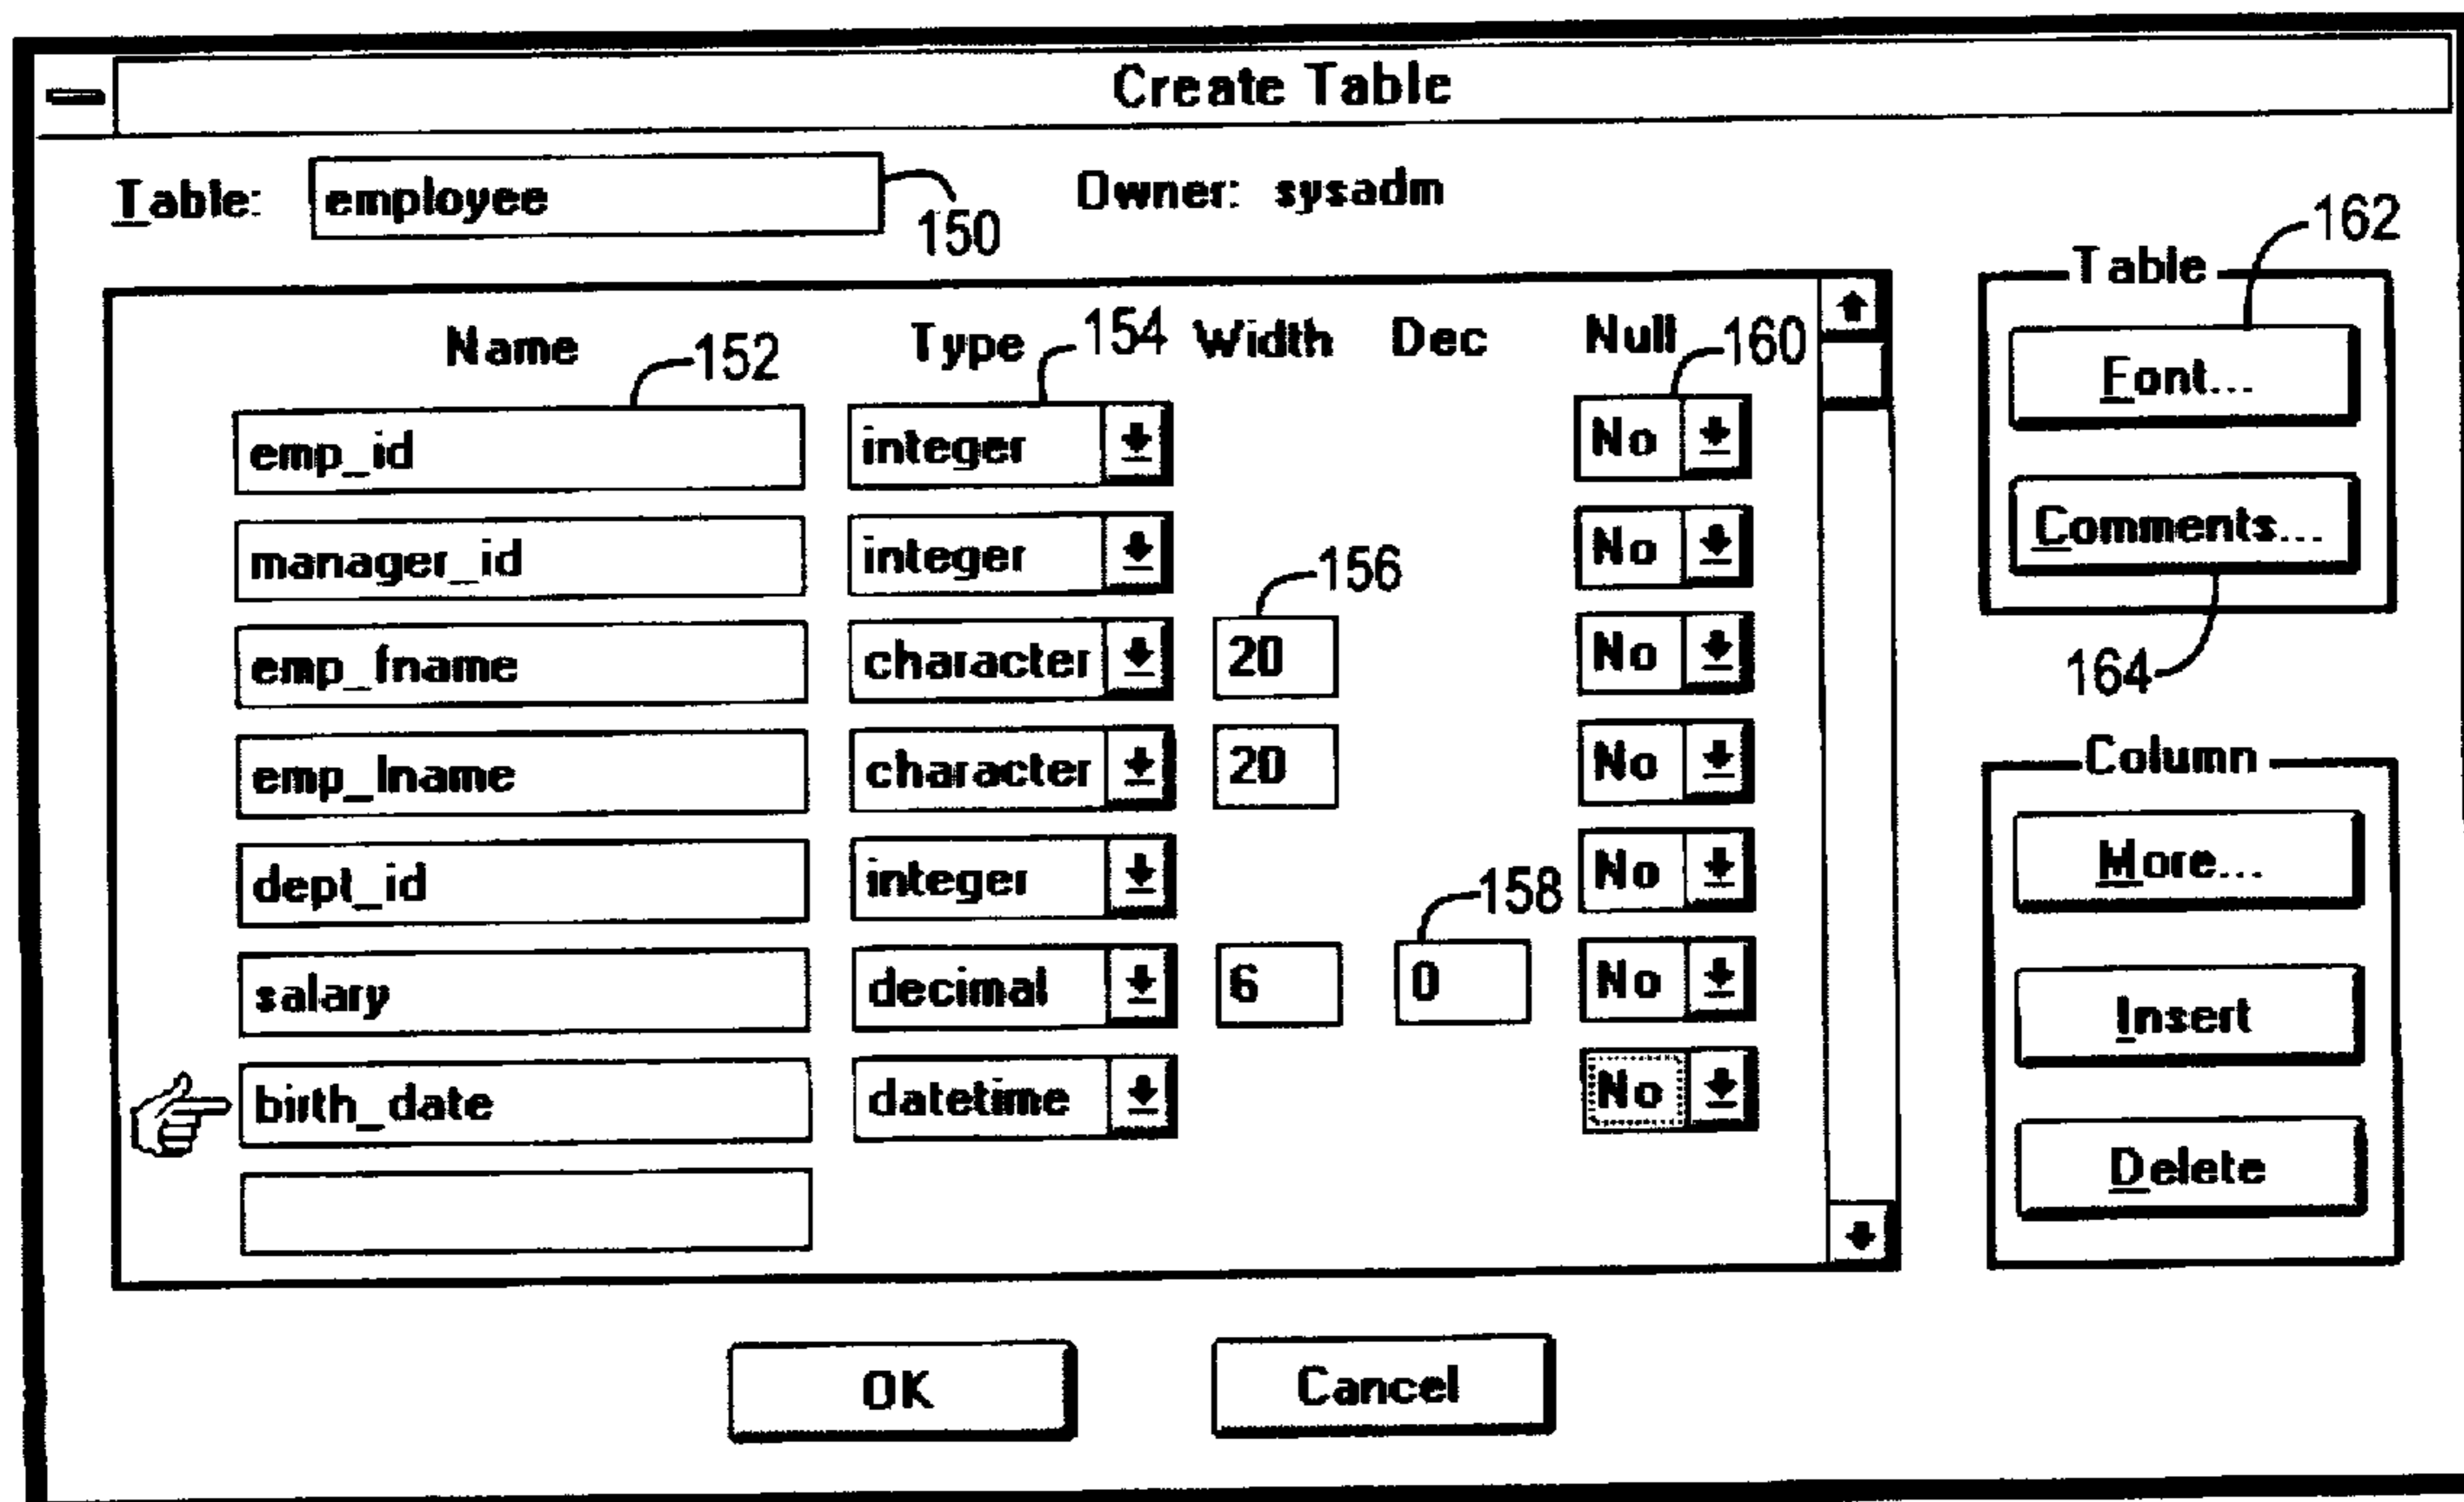 Create Table
Table: employee 150 Owner: sysadm
162
Table
Name 152 Type 154 Width Dec Null 160
Font...
emp_id integer No
Comments...
manager_id integer 156 No
164
emp_fname character 20 No
Column
emp_lname character 20 No
More...
dept_id integer 158 No
Insert
salary decimal 6 0 No
Delete
birth_date datetime No
OK Cancel